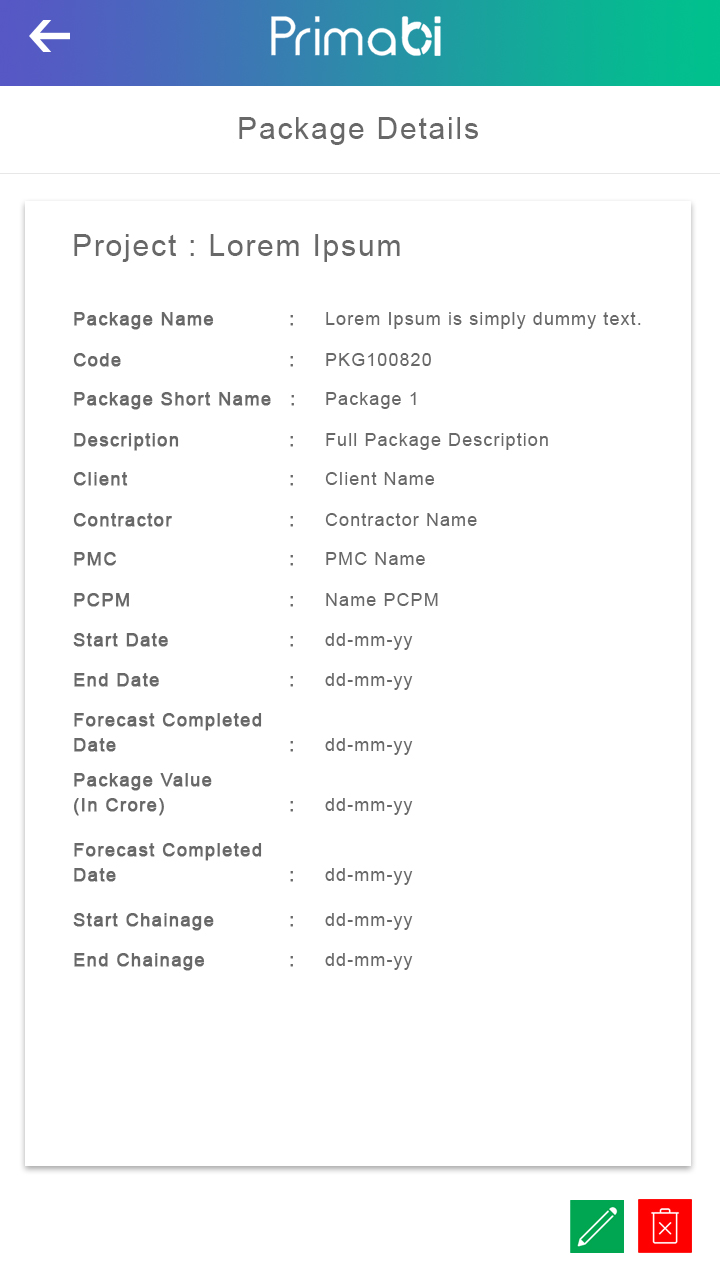 Primabi
Package Details
Project : Lorem Ipsum
Package Name : Lorem Ipsum is simply dummy text.
Code : PKG100820
Package Short Name : Package 1
Description : Full Package Description
Client : Client Name
Contractor : Contractor Name
PMC : PMC Name
PCPM : Name PCPM
Start Date : dd-mm-yy
End Date : dd-mm-yy
Forecast Completed
Date : dd-mm-yy
Package Value
(In Crore) : dd-mm-yy
Forecast Completed
Date : dd-mm-yy
Start Chainage : dd-mm-yy
End Chainage : dd-mm-yy